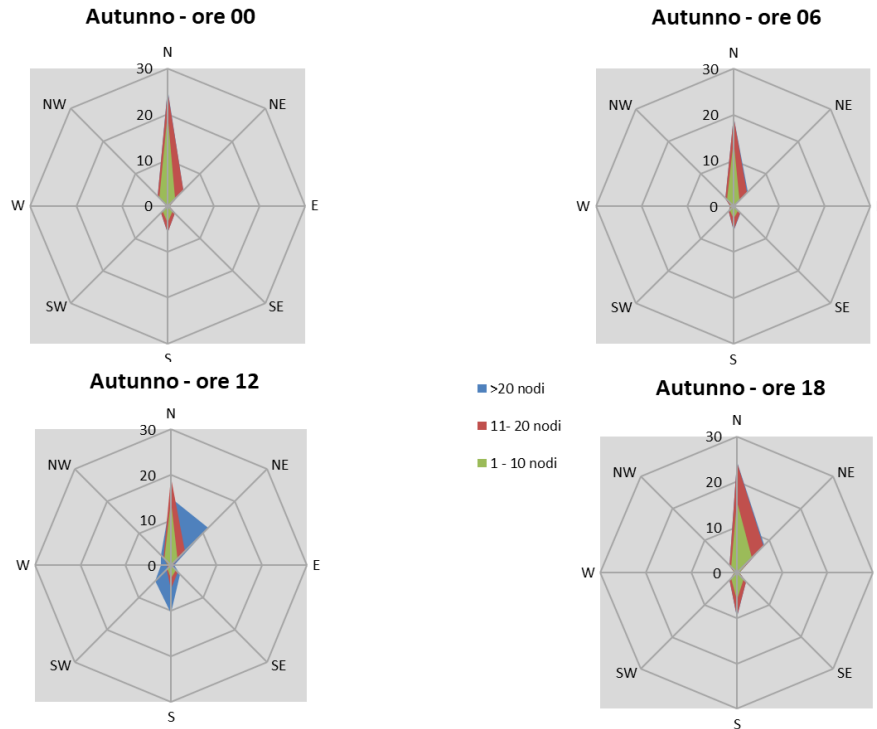 Autunno - ore 00
N
30
NW
NE
20
10
W
0
E
SW
SE
S
Autunno - ore 06
N
30
NW
NE
20
10
W
0
SW
SE
S
Autunno - ore 12
N
30
NW
NE
20
10
W
0
E
SW
SE
S
>20 nodi
11- 20 nodi
1 - 10 nodi
Autunno - ore 18
N
30
NW
NE
20
10
W
0
SW
SE
S